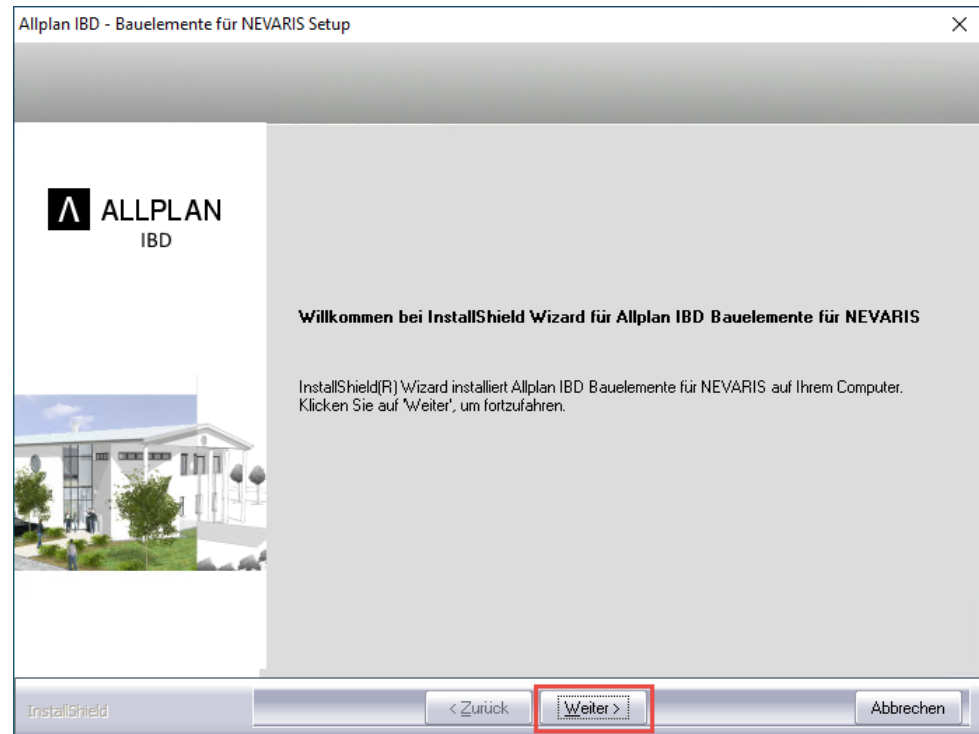 Allplan IBD - Bauelemente für NEVARIS Setup
ALLPLAN
IBD
Willkommen bei InstallShield Wizard für Allplan IBD Bauelemente für NEVARIS
InstallShield(R) Wizard installiert Allplan IBD Bauelemente für NEVARIS auf Ihrem Computer.
Klicken Sie auf 'Weiter', um fortzufahren.
InstallShield
< Zurück
Weiter >
Abbrechen